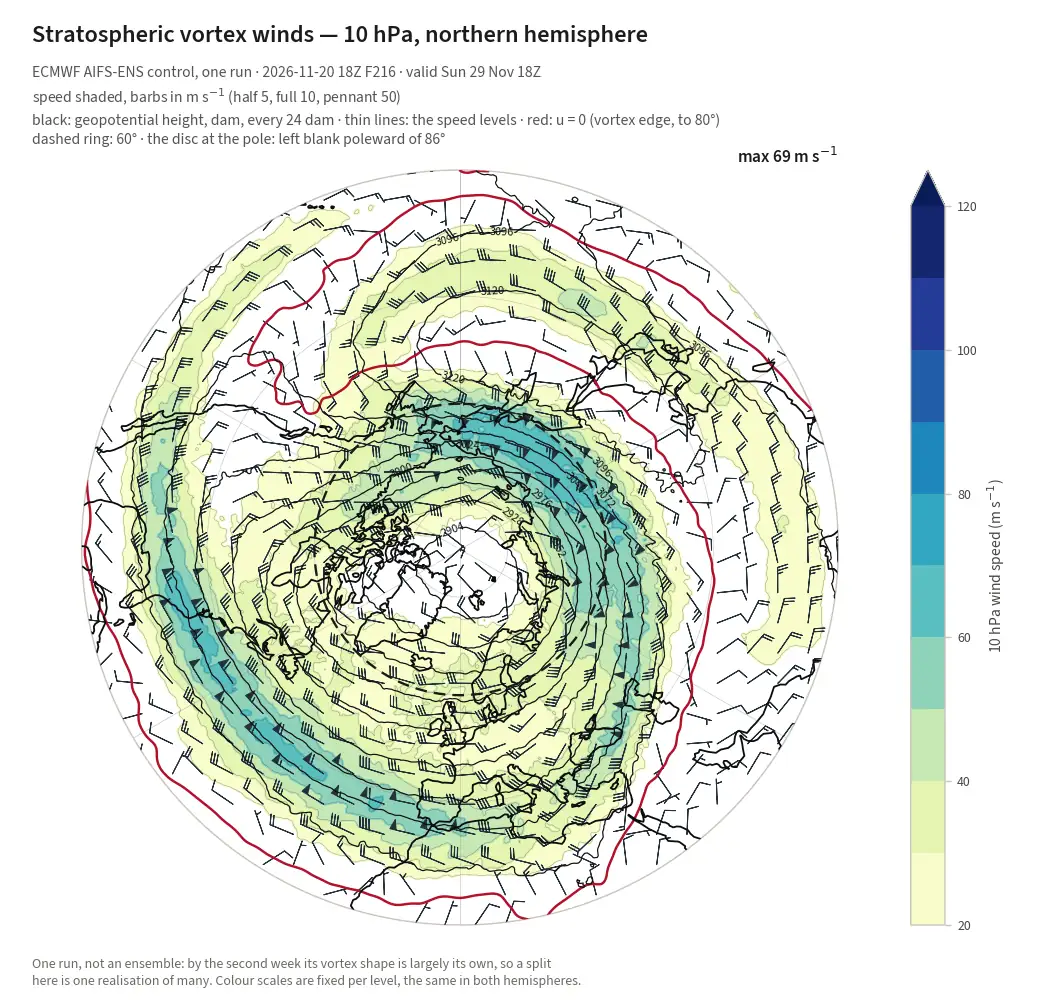 Stratospheric vortex winds — 10 hPa, northern hemisphere
ECMWF AIFS-ENS control, one run · 2026-11-20 18Z F216 · valid Sun 29 Nov 18Z
speed shaded, barbs in m s⁻¹ (half 5, full 10, pennant 50)
black: geopotential height, dam, every 24 dam · thin lines: the speed levels · red: u = 0 (vortex edge, to 80°)
dashed ring: 60° · the disc at the pole: left blank poleward of 86°
max 69 m s⁻¹
120
100
80
60
40
20
10 hPa wind speed (m s⁻¹)
3096
3096
3120
3096
3096
3072
2976
2904
One run, not an ensemble: by the second week its vortex shape is largely its own, so a split
here is one realisation of many. Colour scales are fixed per level, the same in both hemispheres.